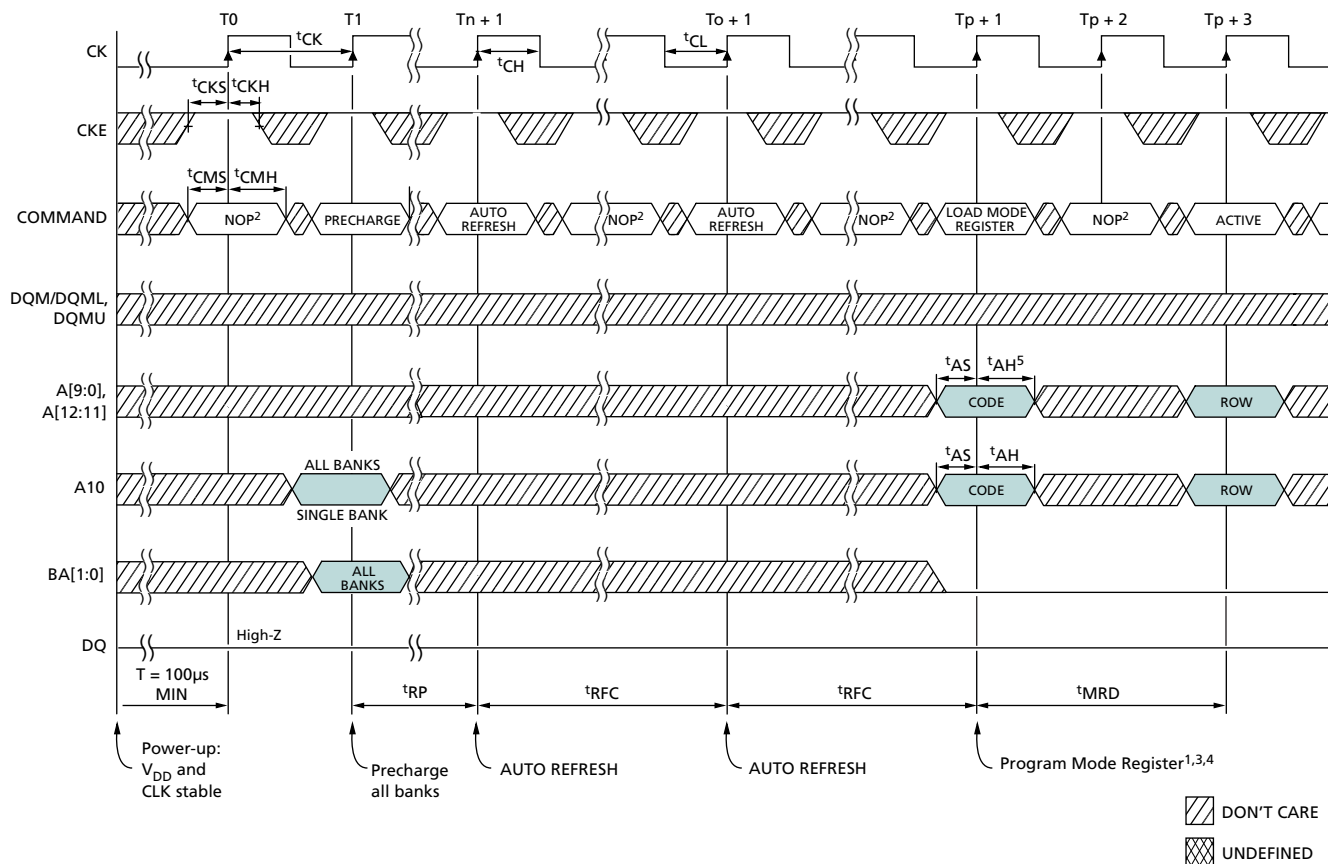 T0 T1 Tn + 1 To + 1 Tp + 1 Tp + 2 Tp + 3
CK
tCK
tCH
tCL
tCKS tCKH
CKE
tCMS tCMH
COMMAND
NOP2
PRECHARGE
AUTO REFRESH
NOP2
AUTO REFRESH
NOP2
LOAD MODE REGISTER
NOP2
ACTIVE
DQM/DQML,
DQMU
A[9:0],
A[12:11]
tAS tAH5
CODE
ROW
A10
ALL BANKS
SINGLE BANK
tAS tAH
CODE
ROW
BA[1:0]
ALL
BANKS
DQ
High-Z
T = 100µs
MIN
tRP
tRFC
tRFC
tMRD
Power-up:
VDD and
CLK stable
Precharge
all banks
AUTO REFRESH
AUTO REFRESH
Program Mode Register1,3,4
DON'T CARE
UNDEFINED